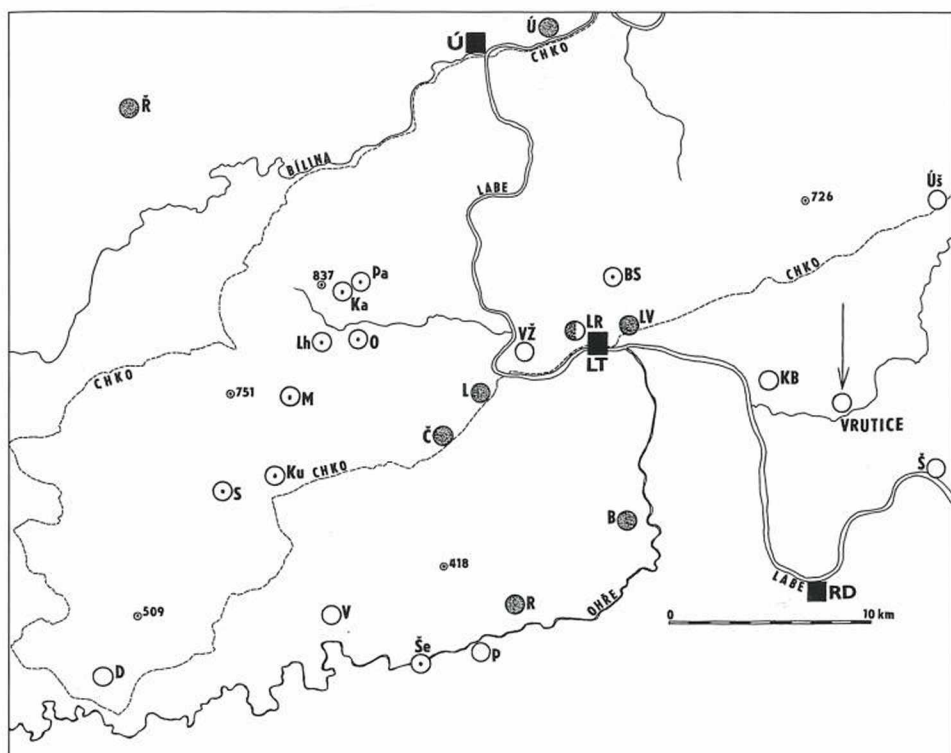 Ú
Ú
CHKO
Ř
BÍLINA
LABE
Úš
726
CHKO
837
Pa
Ka
BS
LR
LV
Lh
O
VŽ
LT
CHKO
751
M
L
KB
VRUTICE
Č
Ku
CHKO
S
Š
B
418
LABE
RD
509
V
R
OHŘE
0
10 km
Še
P
D